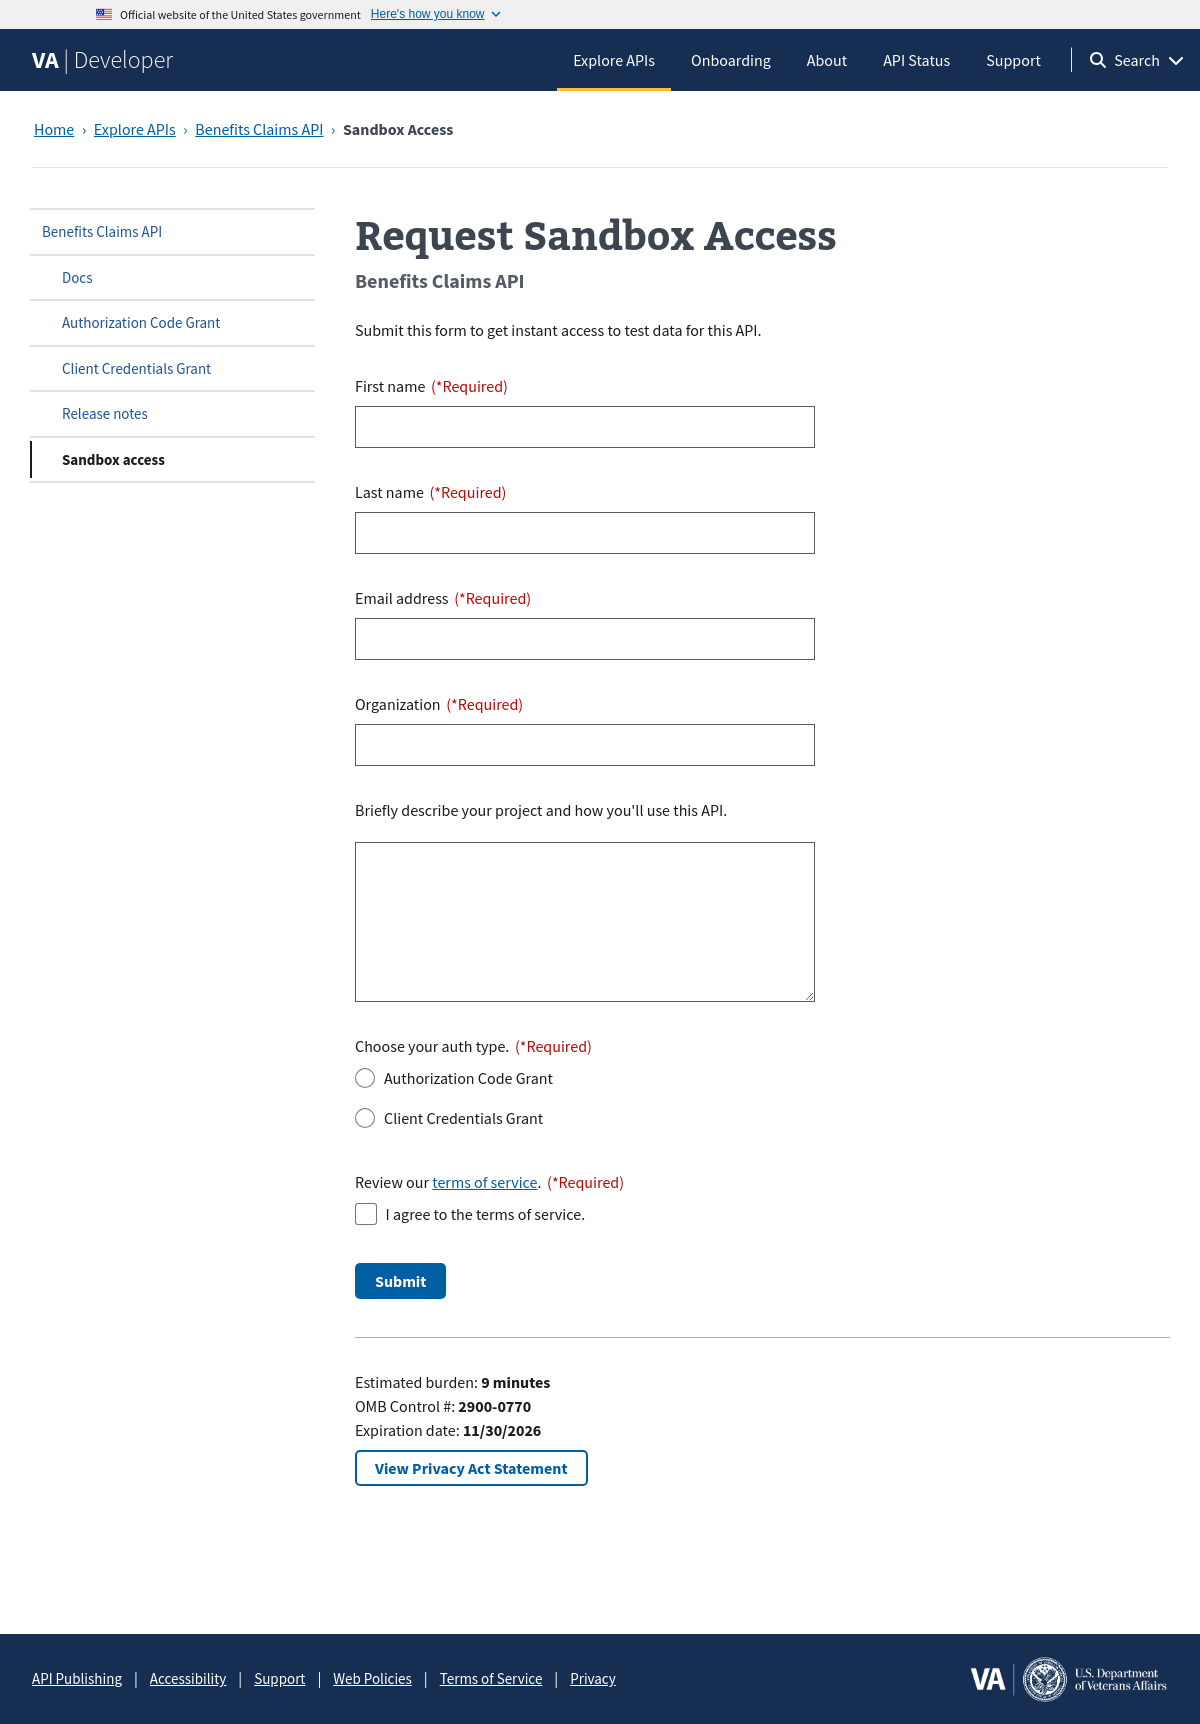 Official website of the United States government Here's how you know
VA | Developer Explore APIs Onboarding About API Status Support Search
Home › Explore APIs › Benefits Claims API › Sandbox Access
Benefits Claims API
Docs
Authorization Code Grant
Client Credentials Grant
Release notes
Sandbox access
Request Sandbox Access
Benefits Claims API
Submit this form to get instant access to test data for this API.
First name (*Required)
Last name (*Required)
Email address (*Required)
Organization (*Required)
Briefly describe your project and how you'll use this API.
Choose your auth type. (*Required)
Authorization Code Grant
Client Credentials Grant
Review our terms of service. (*Required)
I agree to the terms of service.
Submit
Estimated burden: 9 minutes
OMB Control #: 2900-0770
Expiration date: 11/30/2026
View Privacy Act Statement
API Publishing | Accessibility | Support | Web Policies | Terms of Service | Privacy
VA | U.S. Department
of Veterans Affairs